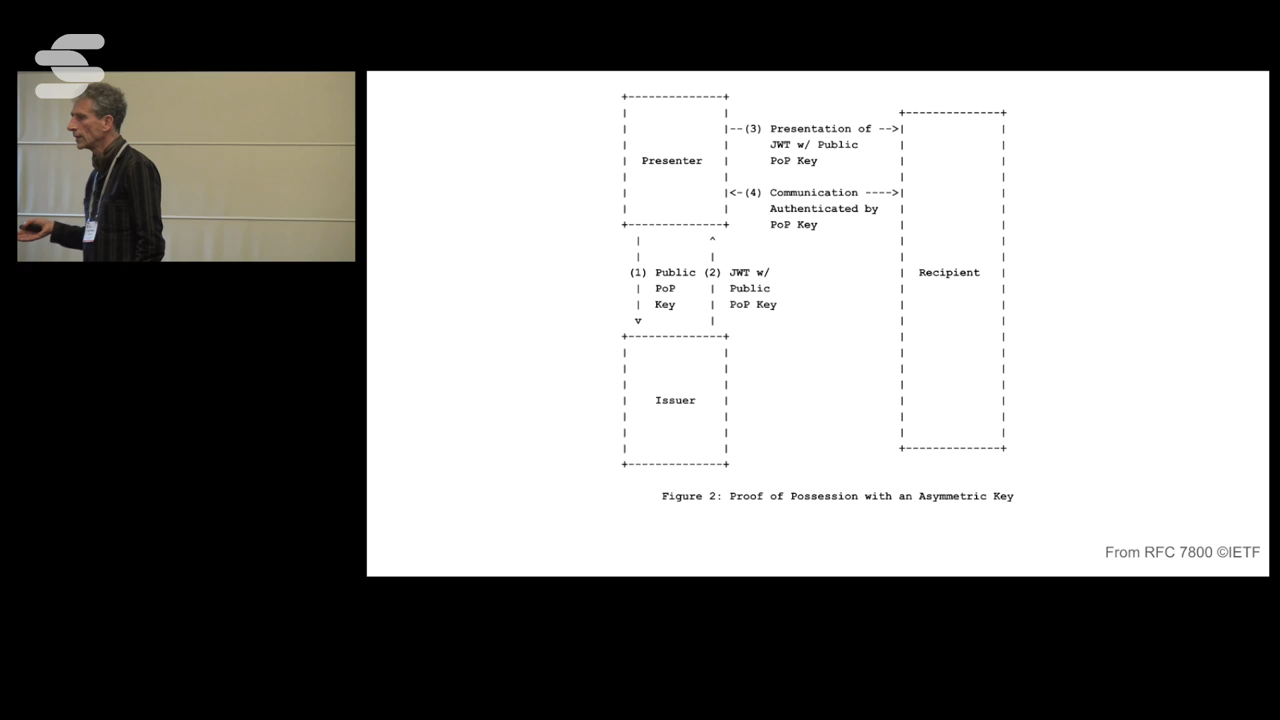 --(3) Presentation of -->
JWT w/ Public
PoP Key
Presenter
<-(4) Communication ---->
Authenticated by
PoP Key
(1) Public (2) JWT w/
PoP Public
Key PoP Key
Recipient
Issuer
Figure 2: Proof of Possession with an Asymmetric Key
From RFC 7800 ©IETF